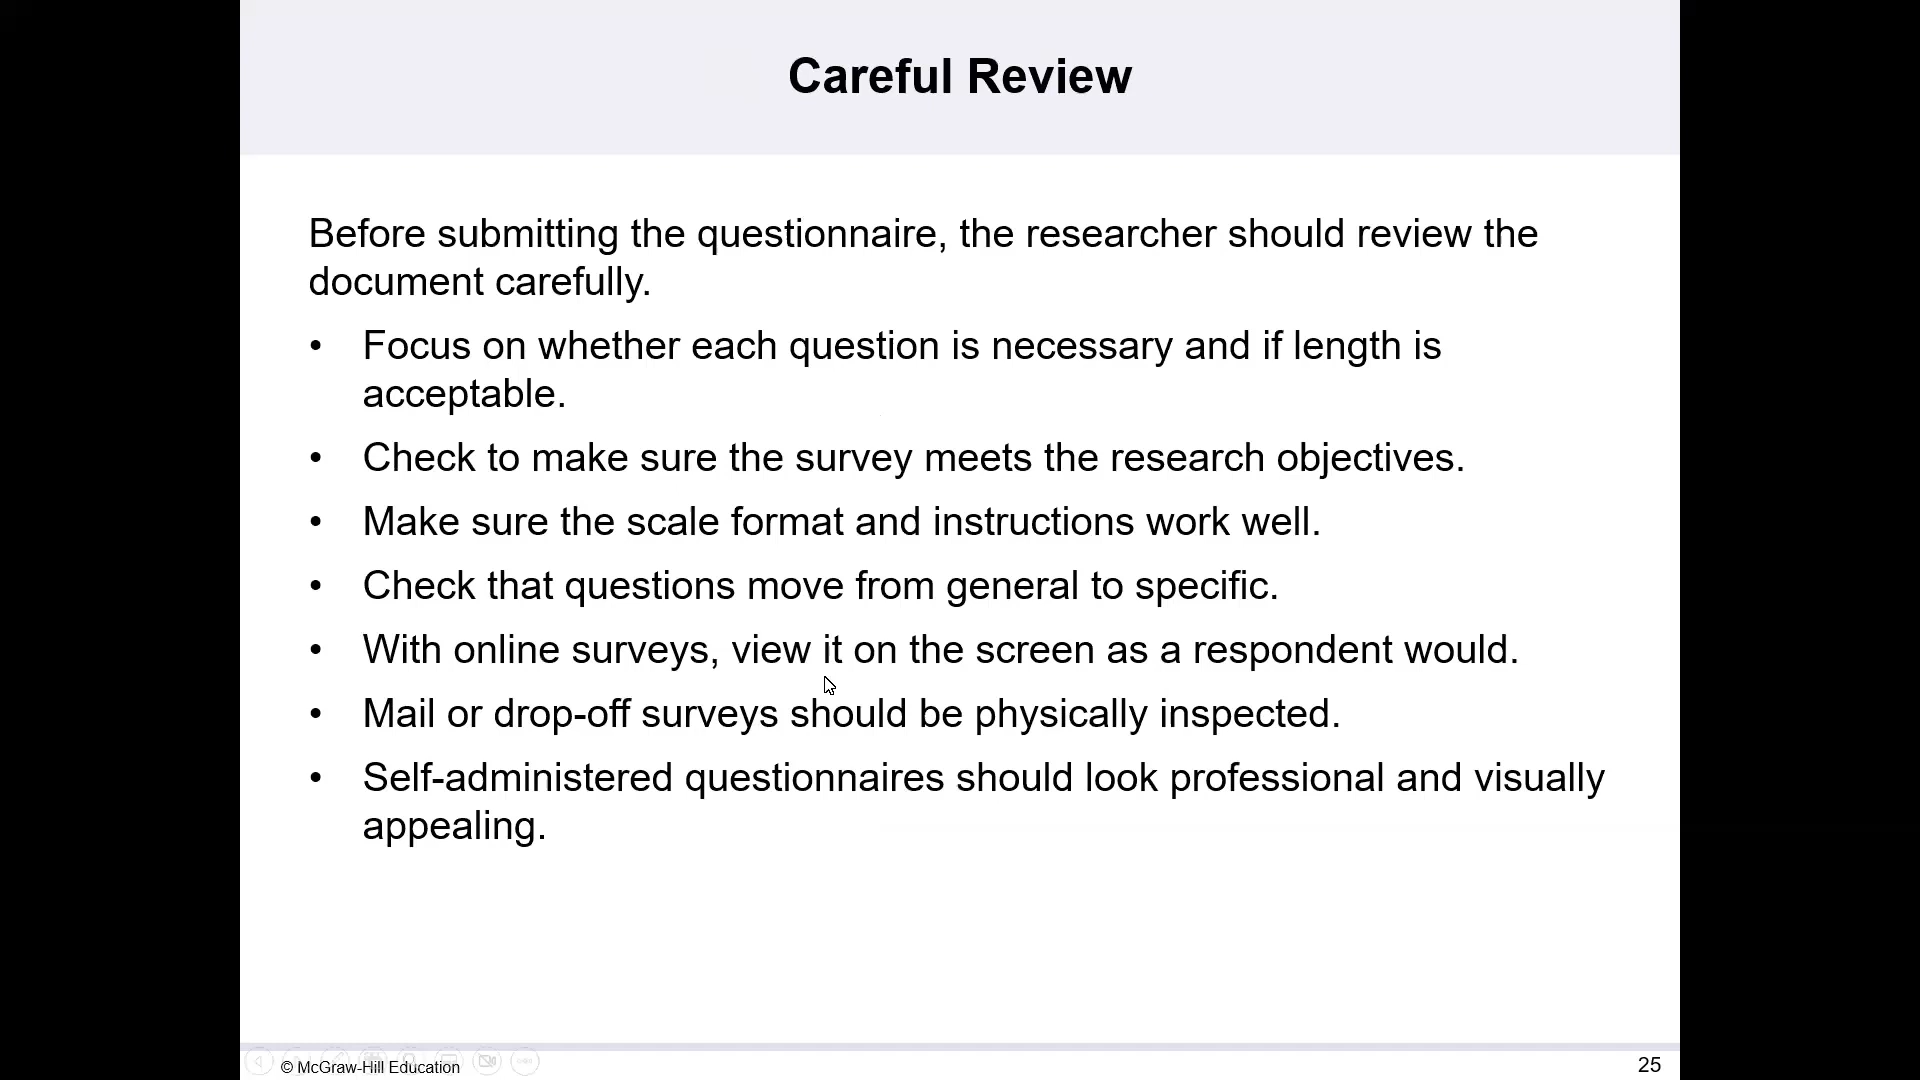 Careful Review
Before submitting the questionnaire, the researcher should review the
document carefully.
• Focus on whether each question is necessary and if length is
acceptable.
• Check to make sure the survey meets the research objectives.
• Make sure the scale format and instructions work well.
• Check that questions move from general to specific.
• With online surveys, view it on the screen as a respondent would.
• Mail or drop-off surveys should be physically inspected.
• Self-administered questionnaires should look professional and visually
appealing.
© McGraw-Hill Education
25